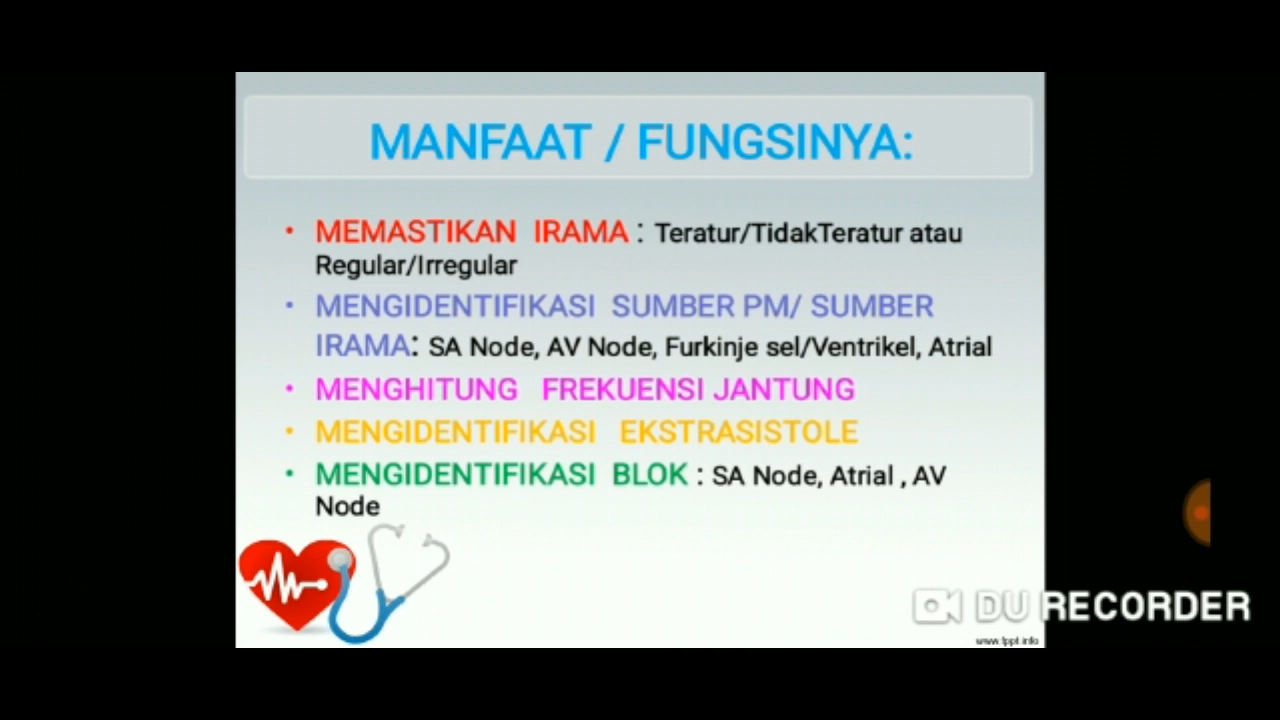 MANFAAT / FUNGSINYA:
• MEMASTIKAN IRAMA : Teratur/TidakTeratur atau
Regular/Irregular
• MENGIDENTIFIKASI SUMBER PM/ SUMBER
IRAMA: SA Node, AV Node, Furkinje sel/Ventrikel, Atrial
• MENGHITUNG FREKUENSI JANTUNG
• MENGIDENTIFIKASI EKSTRASISTOLE
• MENGIDENTIFIKASI BLOK : SA Node, Atrial , AV
Node
DU RECORDER
www.fppt.info